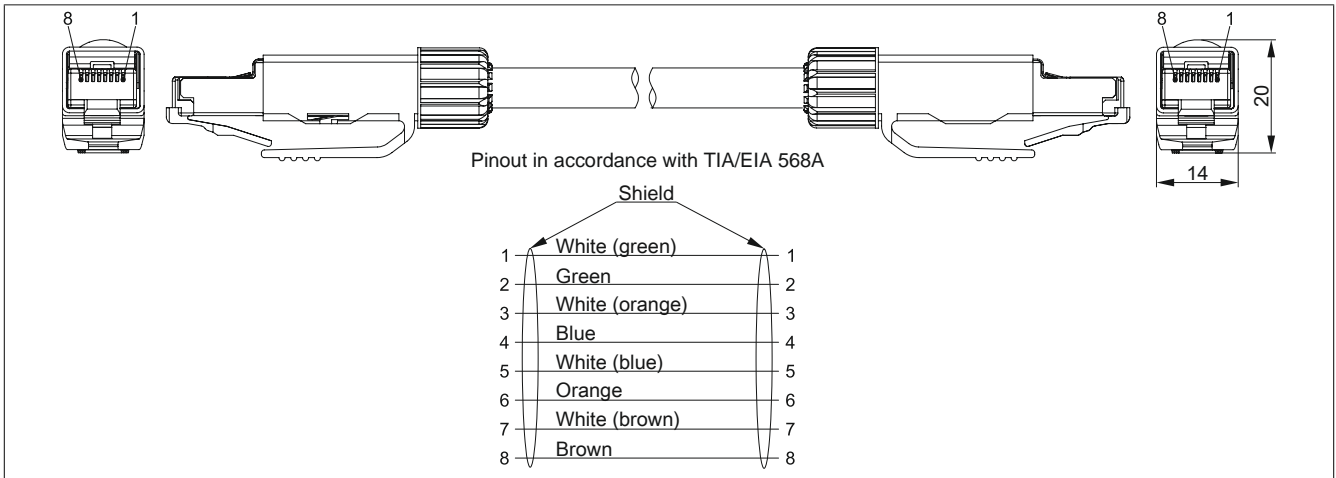 8 1
8 1
20
14
Pinout in accordance with TIA/EIA 568A
Shield
1 White (green) 1
2 Green 2
3 White (orange) 3
4 Blue 4
5 White (blue) 5
6 Orange 6
7 White (brown) 7
8 Brown 8